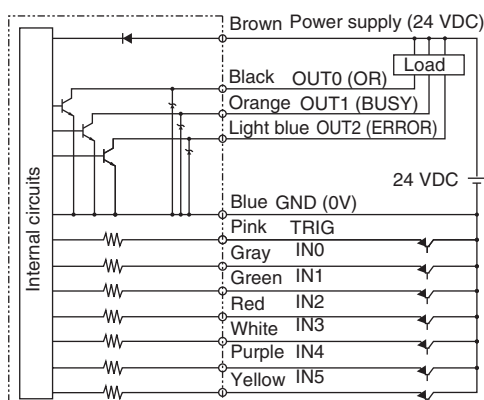 Brown Power supply (24 VDC)
Load
Black OUT0 (OR)
Orange OUT1 (BUSY)
Light blue OUT2 (ERROR)
24 VDC
Blue GND (0V)
Internal circuits
Pink TRIG
Gray IN0
Green IN1
Red IN2
White IN3
Purple IN4
Yellow IN5